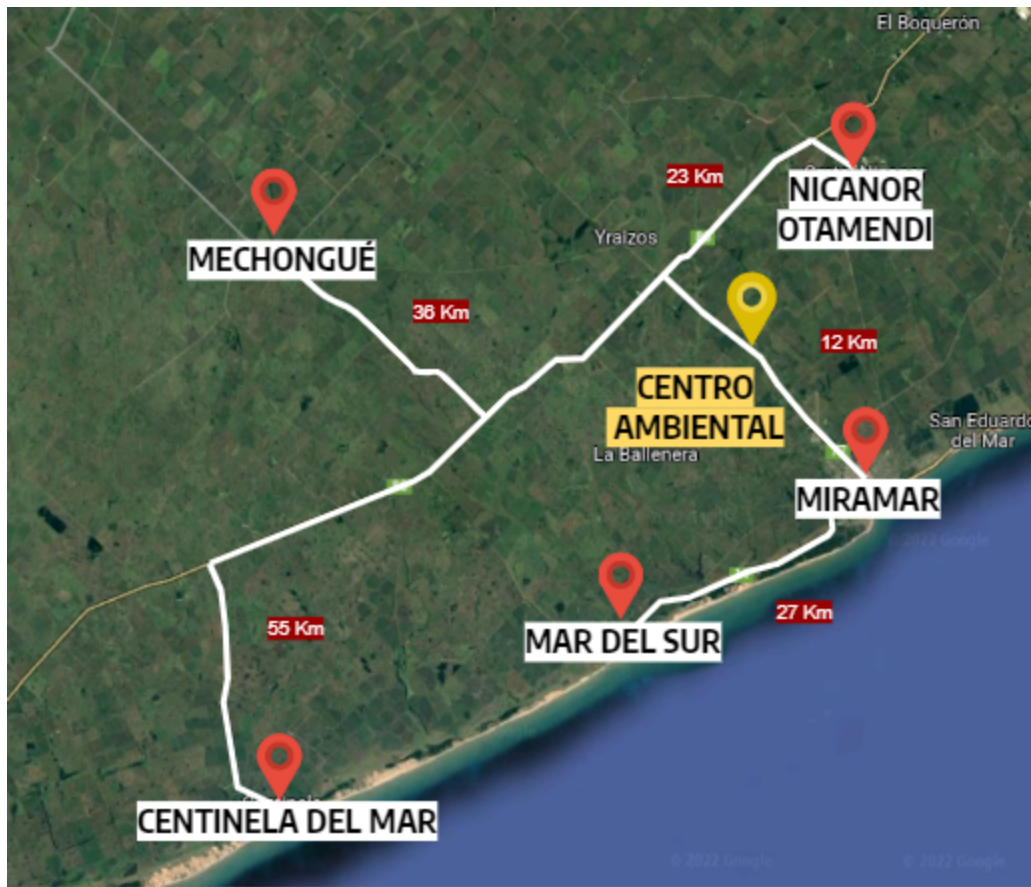 El Boquerón
23 Km
NICANOR
OTAMENDI
MECHONGUÉ
Yraizos
36 Km
12 Km
CENTRO
AMBIENTAL
San Eduardo
del Mar
La Ballenera
MIRAMAR
© 2022 Google
MAR DEL SUR
27 Km
55 Km
CENTINELA DEL MAR
© 2022 Google
© 2022 Google